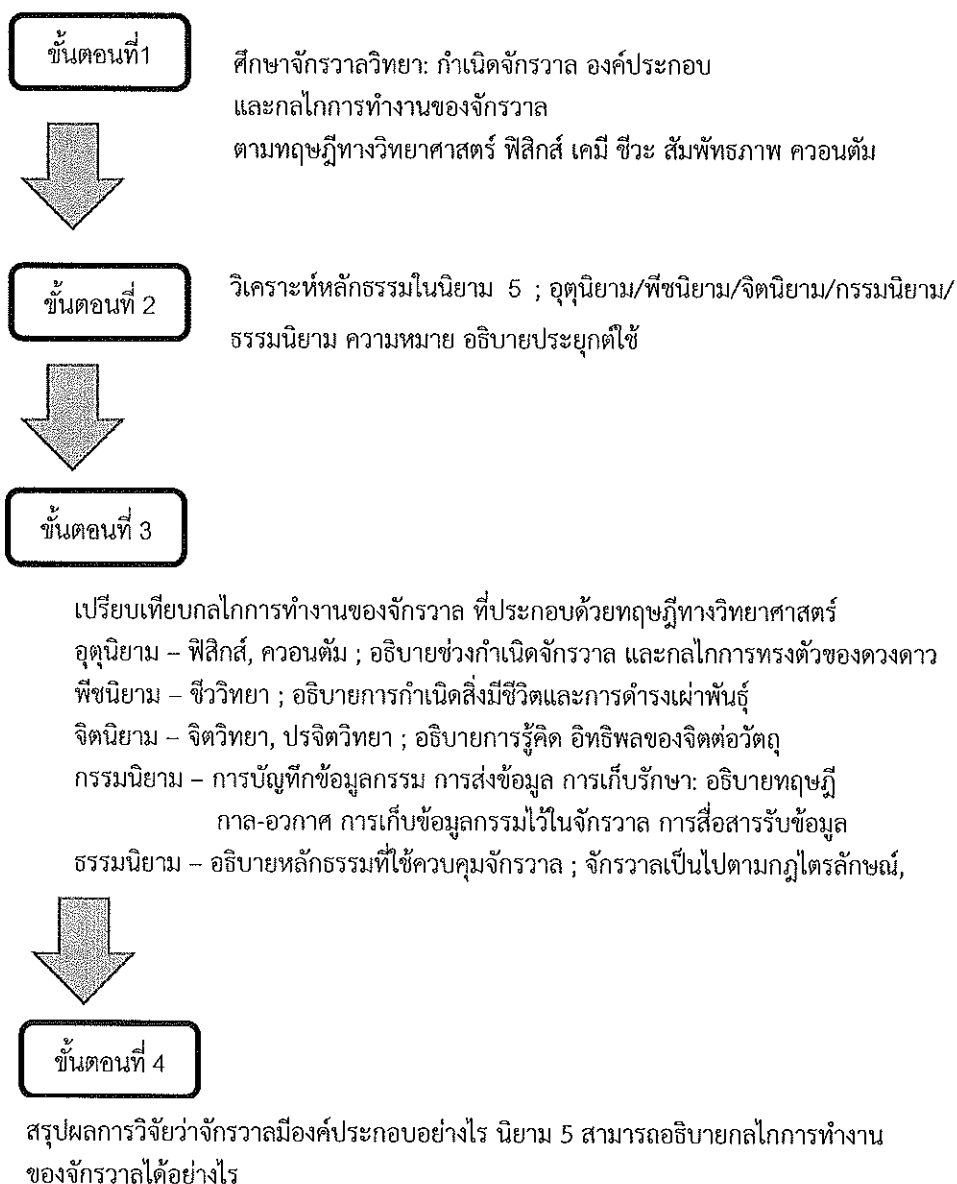 ขั้นตอนที่1
ศึกษาจักรวาลวิทยา: กำเนิดจักรวาล องค์ประกอบ
และกลไกการทำงานของจักรวาล
ตามทฤษฎีทางวิทยาศาสตร์ ฟิสิกส์ เคมี ชีวะ สัมพัทธภาพ ควอนตัม
ขั้นตอนที่ 2
วิเคราะห์หลักธรรมในนิยาม 5 ; อุตุนิยาม/พีชนิยาม/จิตนิยาม/กรรมนิยาม/
ธรรมนิยาม ความหมาย อธิบายประยุกต์ใช้
ขั้นตอนที่ 3
เปรียบเทียบกลไกการทำงานของจักรวาล ที่ประกอบด้วยทฤษฎีทางวิทยาศาสตร์
อุตุนิยาม – ฟิสิกส์, ควอนตัม ; อธิบายช่วงกำเนิดจักรวาล และกลไกการทรงตัวของดวงดาว
พีชนิยาม – ชีววิทยา ; อธิบายการกำเนิดสิ่งมีชีวิตและการดำรงเผ่าพันธุ์
จิตนิยาม – จิตวิทยา, ปรจิตวิทยา ; อธิบายการรู้คิด อิทธิพลของจิตต่อวัตถุ
กรรมนิยาม – การบัญทึกข้อมูลกรรม การส่งข้อมูล การเก็บรักษา: อธิบายทฤษฎี
กาล-อวกาศ การเก็บข้อมูลกรรมไว้ในจักรวาล การสื่อสารรับข้อมูล
ธรรมนิยาม – อธิบายหลักธรรมที่ใช้ควบคุมจักรวาล ; จักรวาลเป็นไปตามกฎไตรลักษณ์,
ขั้นตอนที่ 4
สรุปผลการวิจัยว่าจักรวาลมีองค์ประกอบอย่างไร นิยาม 5 สามารถอธิบายกลไกการทำงาน
ของจักรวาลได้อย่างไร